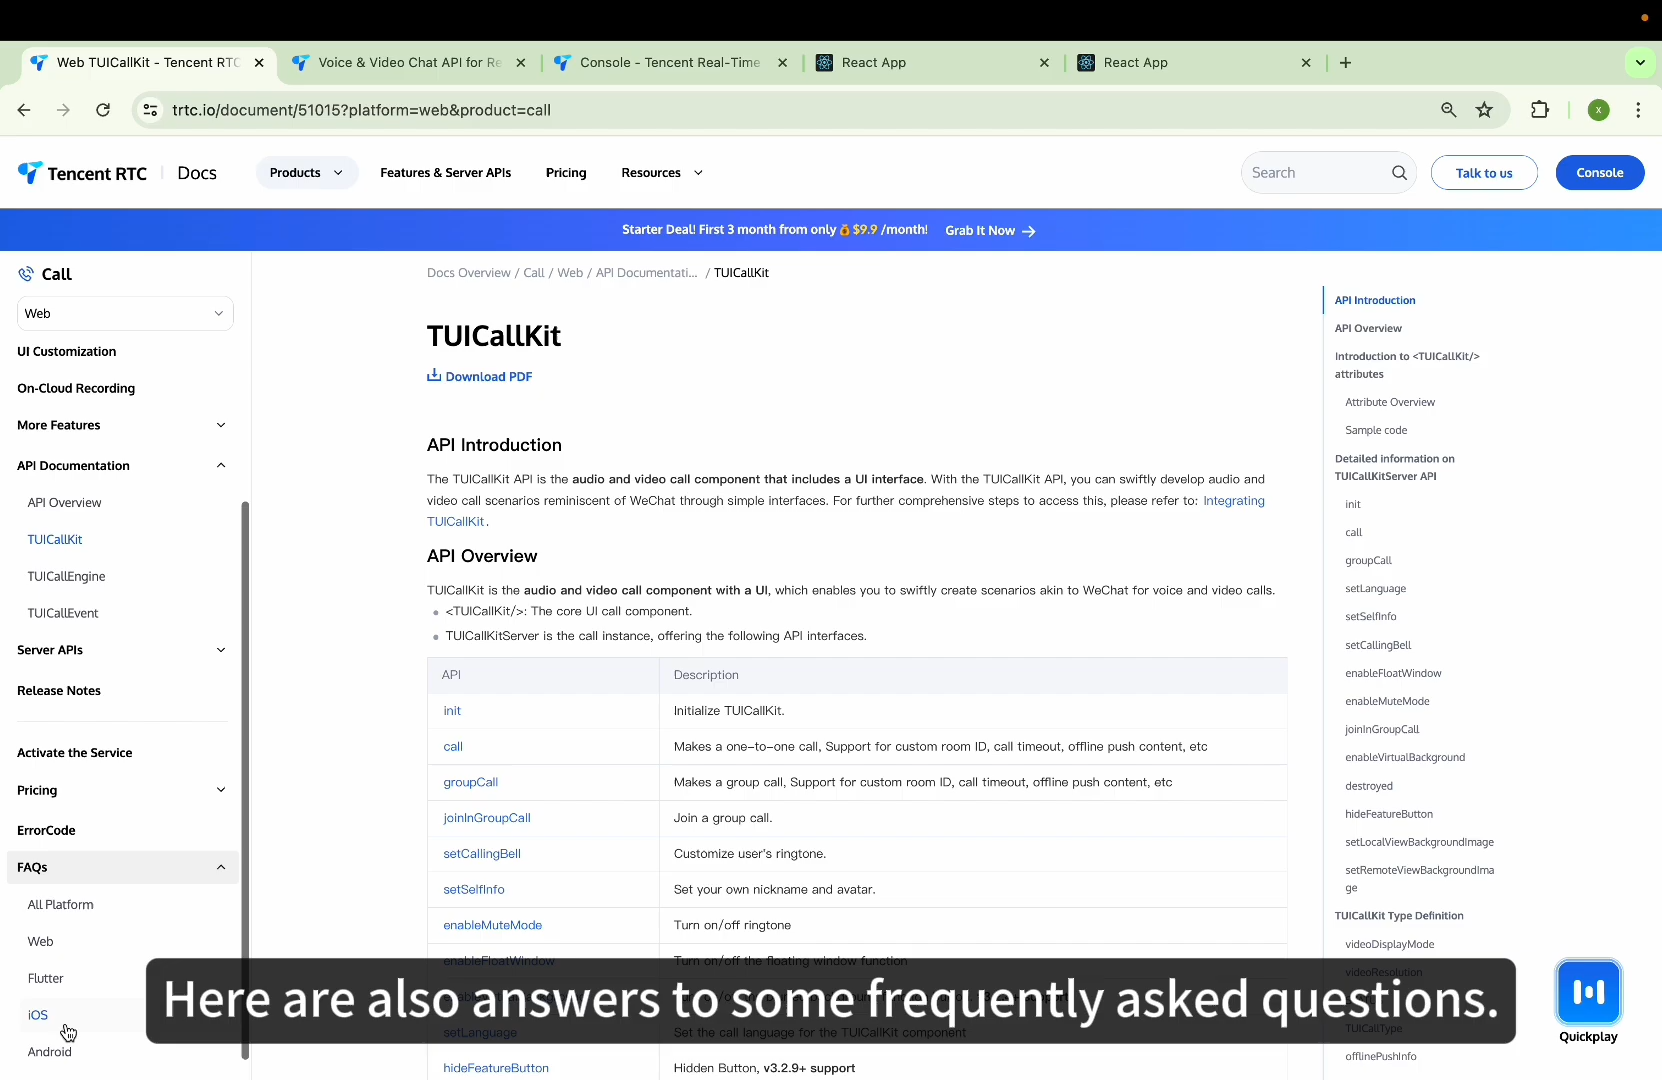 Web TUICallKit - Tencent RTC
Voice & Video Chat API for Re
Console - Tencent Real-Time
React App
React App
trtc.io/document/51015?platform=web&product=call
X
Tencent RTC
Docs
Products
Features & Server APIs
Pricing
Resources
Search
Talk to us
Console
Starter Deal! First 3 month from only💰$9.9 /month! Grab It Now →
Call
Web
UI Customization
On-Cloud Recording
More Features
API Documentation
API Overview
TUICallKit
TUICallEngine
TUICallEvent
Server APIs
Release Notes
Activate the Service
Pricing
ErrorCode
FAQs
All Platform
Web
Flutter
iOS
Android
Docs Overview / Call / Web / API Documentati... / TUICallKit
TUICallKit
Download PDF
API Introduction
The TUICallKit API is the audio and video call component that includes a UI interface. With the TUICallKit API, you can swiftly develop audio and
video call scenarios reminiscent of WeChat through simple interfaces. For further comprehensive steps to access this, please refer to: Integrating
TUICallKit.
API Overview
TUICallKit is the audio and video call component with a UI, which enables you to swiftly create scenarios akin to WeChat for voice and video calls.
<TUICallKit/>: The core UI call component.
TUICallKitServer is the call instance, offering the following API interfaces.
API Description
init Initialize TUICallKit.
call Makes a one-to-one call, Support for custom room ID, call timeout, offline push content, etc
groupCall Makes a group call, Support for custom room ID, call timeout, offline push content, etc
joinInGroupCall Join a group call.
setCallingBell Customize user's ringtone.
setSelfInfo Set your own nickname and avatar.
enableMuteMode Turn on/off ringtone
enableFloatWindow Turn on/off the floating window function
setLanguage Set the call language for the TUICallKit component
hideFeatureButton Hidden Button, v3.2.9+ support
Here are also answers to some frequently asked questions.
API Introduction
API Overview
Introduction to <TUICallKit/>
attributes
Attribute Overview
Sample code
Detailed information on
TUICallKitServer API
init
call
groupCall
setLanguage
setSelfInfo
setCallingBell
enableFloatWindow
enableMuteMode
joinInGroupCall
enableVirtualBackground
destroyed
hideFeatureButton
setLocalViewBackgroundImage
setRemoteViewBackgroundIma
ge
TUICallKit Type Definition
videoDisplayMode
videoResolution
TUICallType
offlinePushInfo
Quickplay